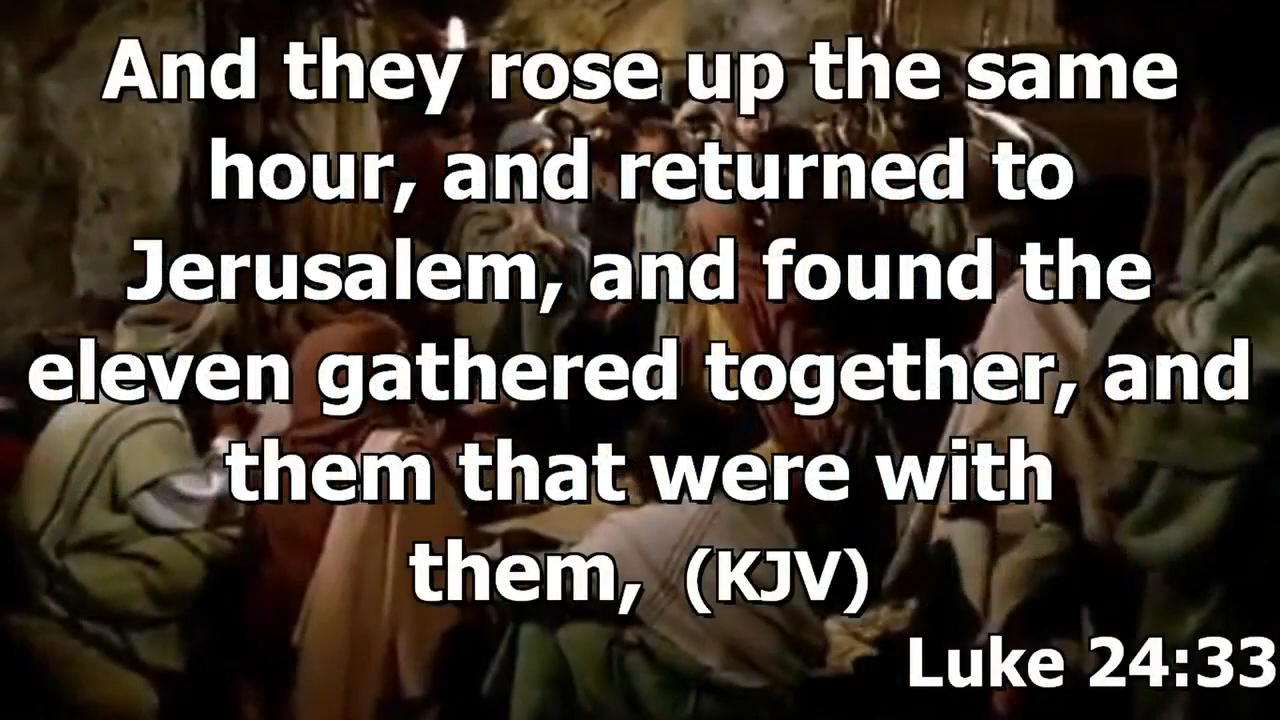 And they rose up the same
hour, and returned to
Jerusalem, and found the
eleven gathered together, and
them that were with
them, (KJV)
Luke 24:33